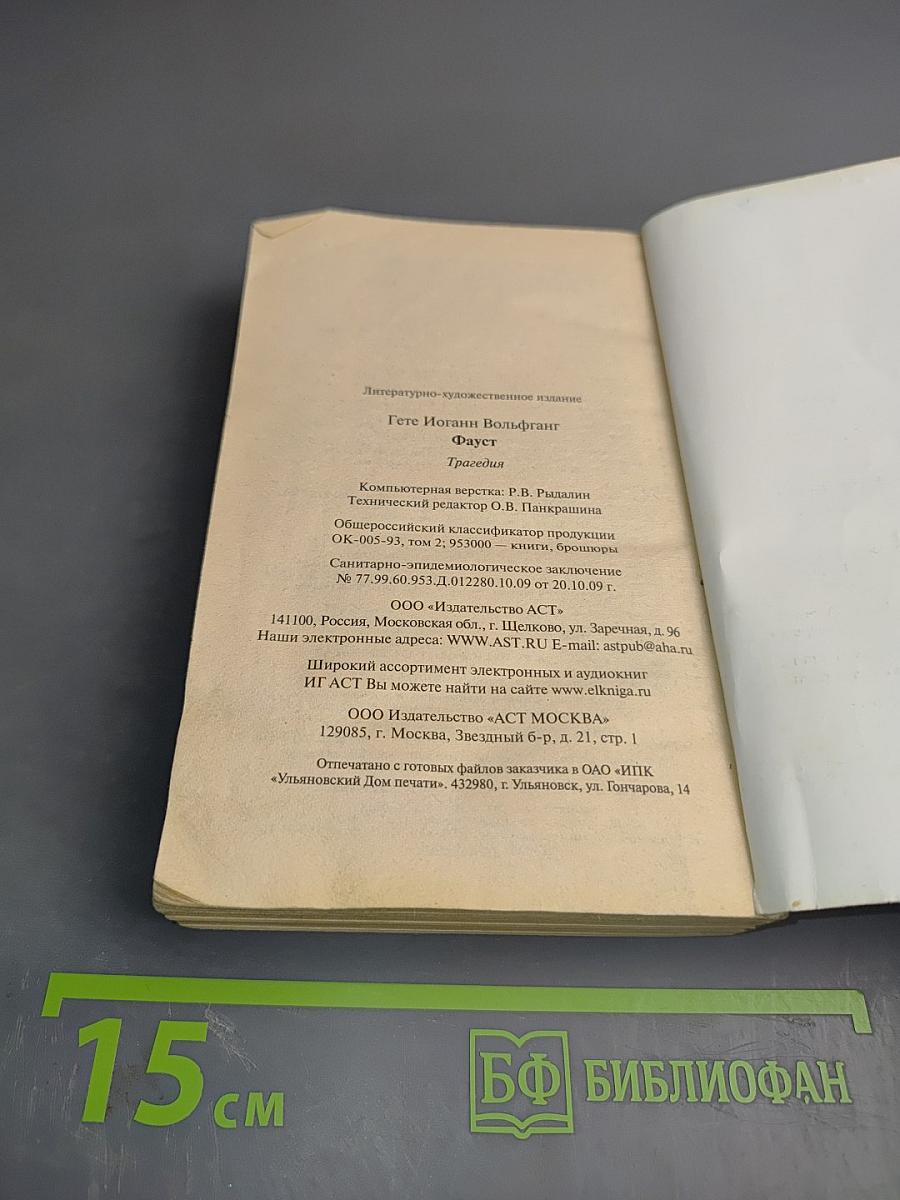 Литературно-художественное издание
Гете Иоганн Вольфганг
Фауст
Трагедия
Компьютерная верстка: Р.В. Рыдалин
Технический редактор О.В. Панкрашина
Общероссийский классификатор продукции
ОК-005-93, том 2; 953000 — книги, брошюры
Санитарно-эпидемиологическое заключение
№ 77.99.60.953.Д.012280.10.09 от 20.10.09 г.
ООО «Издательство АСТ»
141100, Россия, Московская обл., г. Щелково, ул. Заречная, д. 96
Наши электронные адреса: WWW.AST.RU E-mail: astpub@aha.ru
Широкий ассортимент электронных и аудиокниг
ИГ АСТ Вы можете найти на сайте www.elkniga.ru
ООО Издательство «АСТ МОСКВА»
129085, г. Москва, Звездный б-р, д. 21, стр. 1
Отпечатано с готовых файлов заказчика в ОАО «ИПК
«Ульяновский Дом печати». 432980, г. Ульяновск, ул. Гончарова, 14
15 см
БФ БИБЛИОФАН